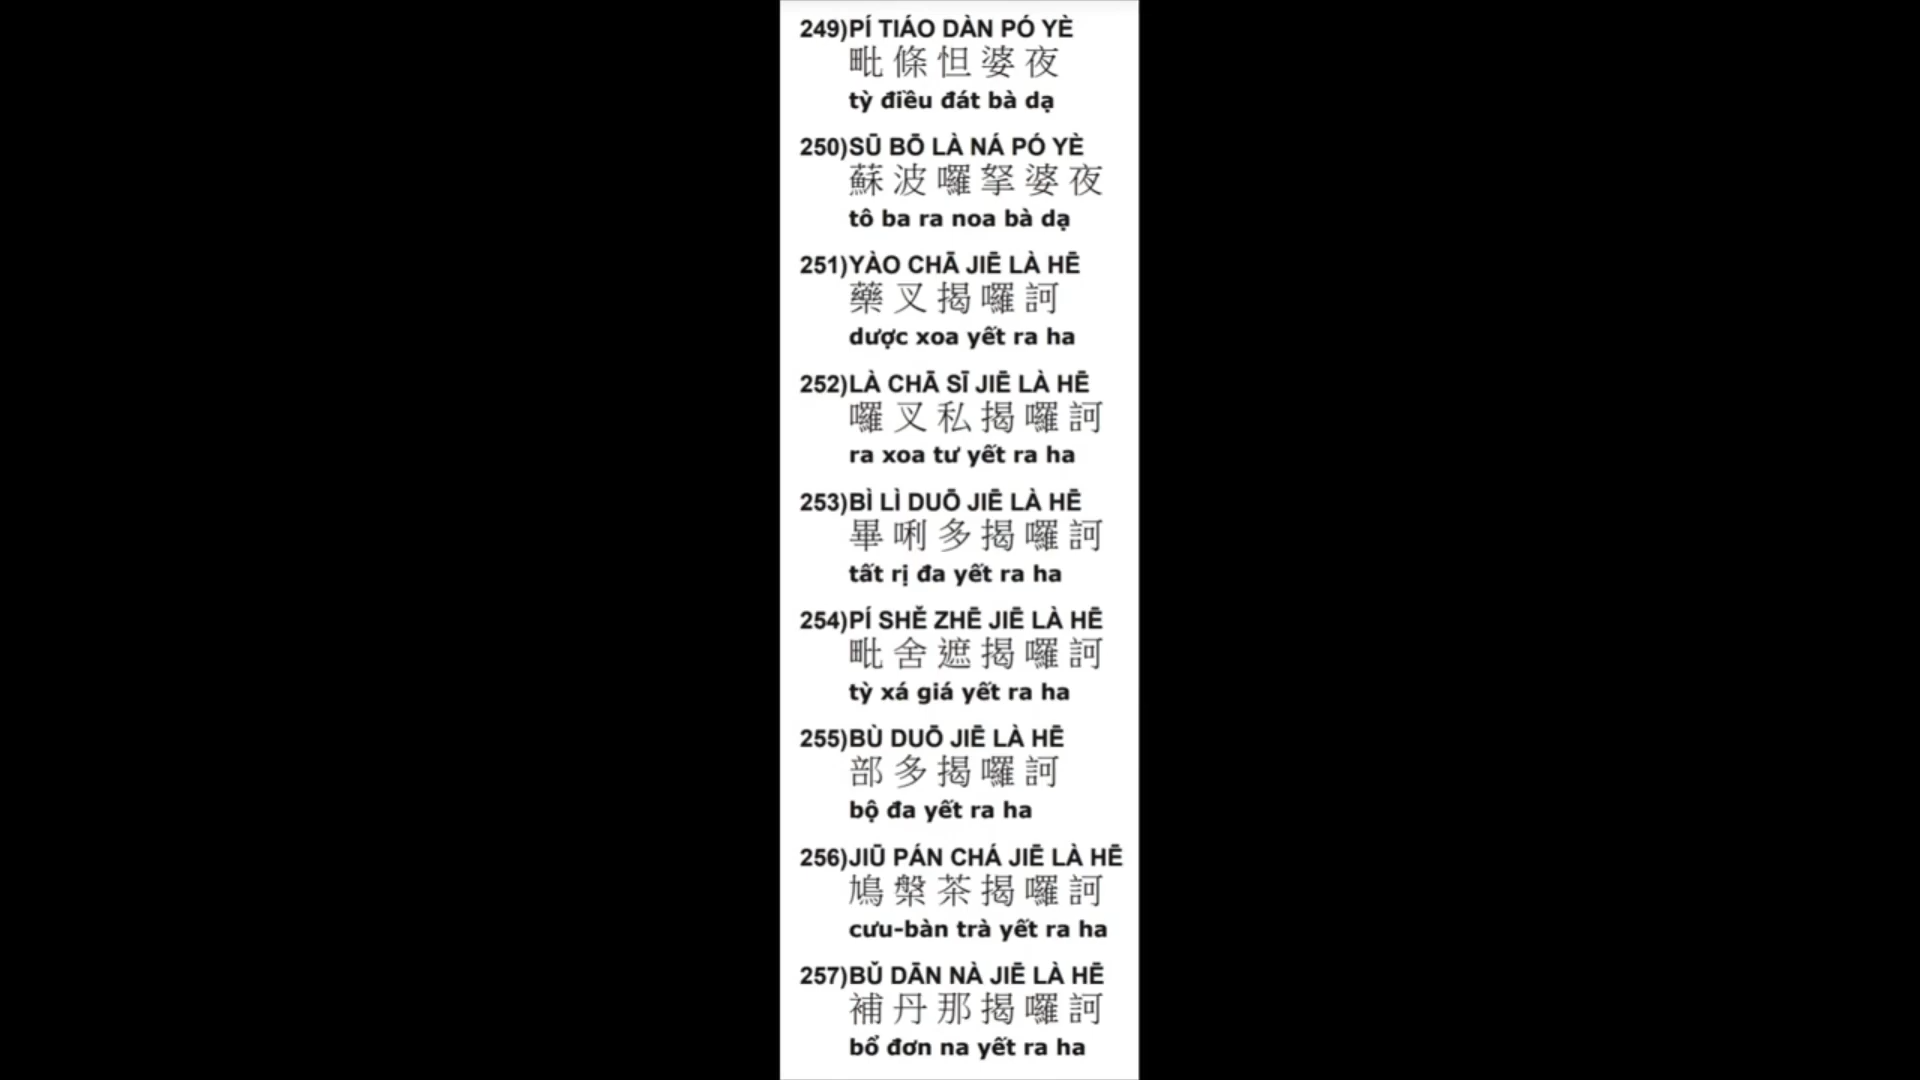 249)PÍ TIÁO DÀN PÓ YÈ
毗條怛婆夜
tỳ điều đát bà dạ
250)SŪ BŌ LÀ NÁ PÓ YÈ
蘇波囉拏婆夜
tô ba ra noa bà dạ
251)YÀO CHĀ JIĒ LÀ HĒ
藥叉揭囉訶
dược xoa yết ra ha
252)LÀ CHĀ SĪ JIĒ LÀ HĒ
囉叉私揭囉訶
ra xoa tư yết ra ha
253)BÌ LÌ DUŌ JIĒ LÀ HĒ
畢唎多揭囉訶
tất rị đa yết ra ha
254)PÍ SHĚ ZHĒ JIĒ LÀ HĒ
毗舍遮揭囉訶
tỳ xá giá yết ra ha
255)BÙ DUŌ JIĒ LÀ HĒ
部多揭囉訶
bộ đa yết ra ha
256)JIŪ PÁN CHÁ JIĒ LÀ HĒ
鳩槃茶揭囉訶
cưu-bàn trà yết ra ha
257)BǓ DĀN NÀ JIĒ LÀ HĒ
補丹那揭囉訶
bổ đơn na yết ra ha